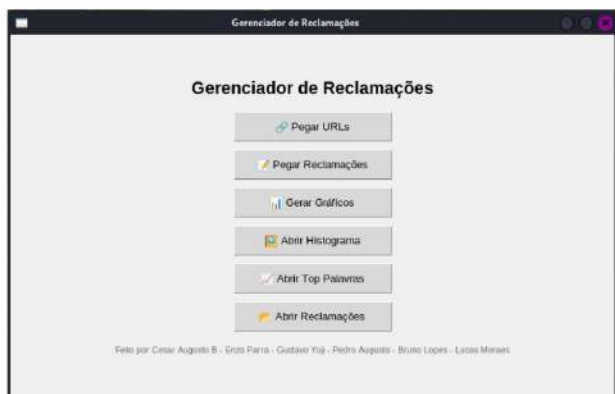 Gerenciador de Reclamações
Gerenciador de Reclamações
Pegar URLs
Pegar Reclamações
Gerar Gráficos
Abrir Histograma
Abrir Top Palavras
Abrir Reclamações
Feito por Cesar Augusto B - Enzo Parra - Gustavo Yuji - Pedro Augusto - Bruno Lopes - Lucas Moraes